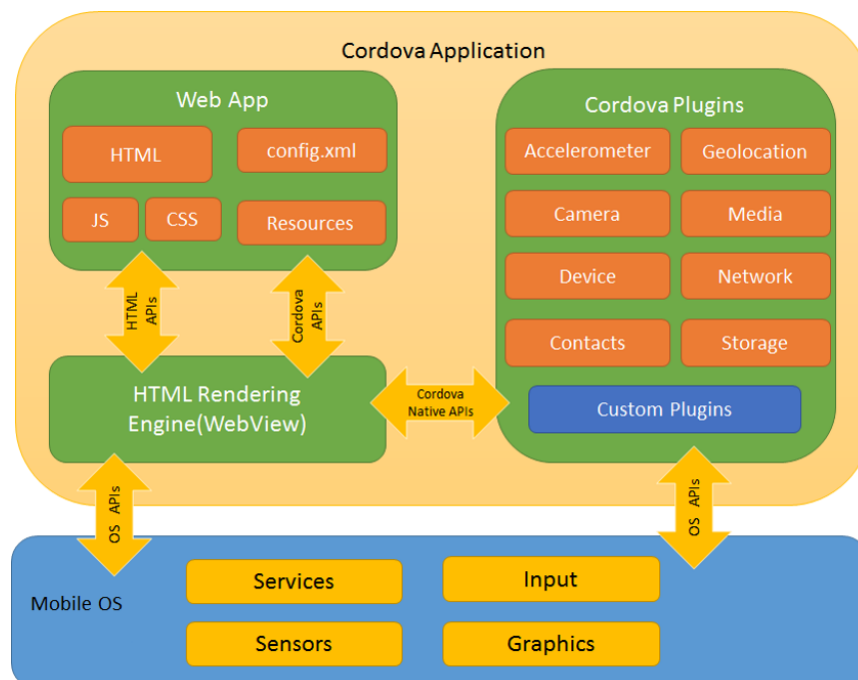 Cordova Application
Web App
HTML
config.xml
JS
CSS
Resources
HTML
APIs
Cordova
APIs
HTML Rendering
Engine(WebView)
Cordova
Native APIs
Cordova Plugins
Accelerometer
Geolocation
Camera
Media
Device
Network
Contacts
Storage
Custom Plugins
OS APIs
OS APIs
Mobile OS
Services
Input
Sensors
Graphics